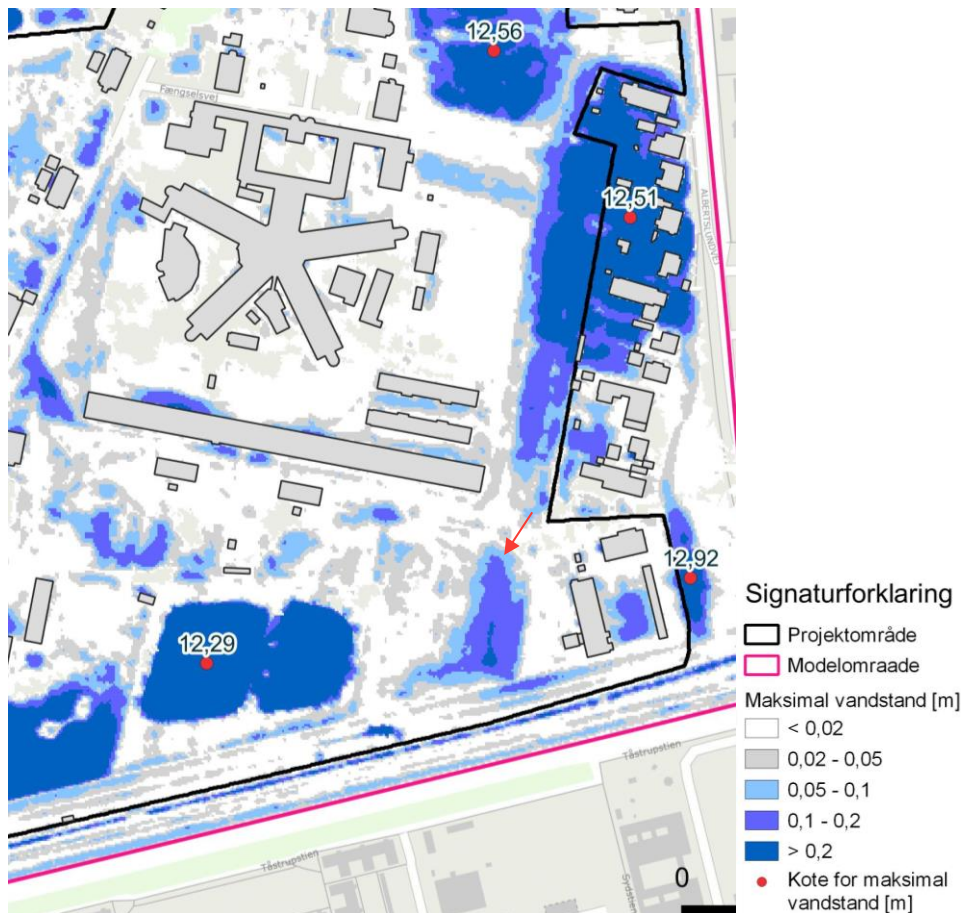 12,56
Fængselsvej
12,51
ALBERTSLUNDVEJ
12,92
12,29
Tåstrupstien
Tåstrupstien
Sydstien
0
Signaturforklaring
Projektområde
Modelomraade
Maksimal vandstand [m]
< 0,02
0,02 - 0,05
0,05 - 0,1
0,1 - 0,2
> 0,2
Kote for maksimal
vandstand [m]